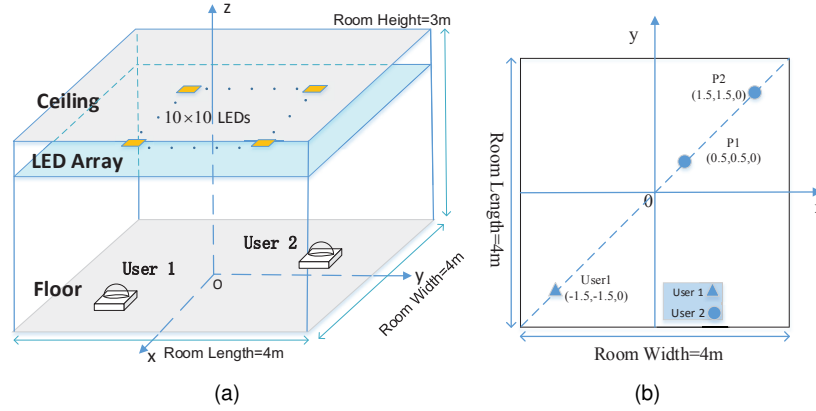 z
Room Height=3m
Ceiling
10×10 LEDs
LED Array
User 2
User 1
Floor
O
y
x
Room Length=4m
Room Width=4m
(a)
y
P2
(1.5,1.5,0)
P1
(0.5,0.5,0)
0
Room Length=4m
User1
(-1.5,-1.5,0)
User 1
User 2
Room Width=4m
(b)